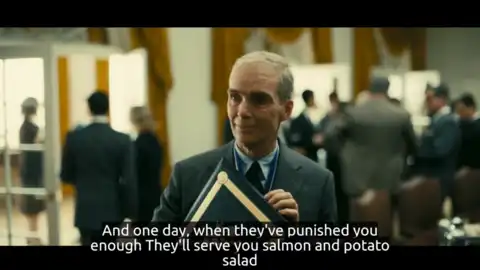 And one day, when they've punished you
enough They'll serve you salmon and potato
salad